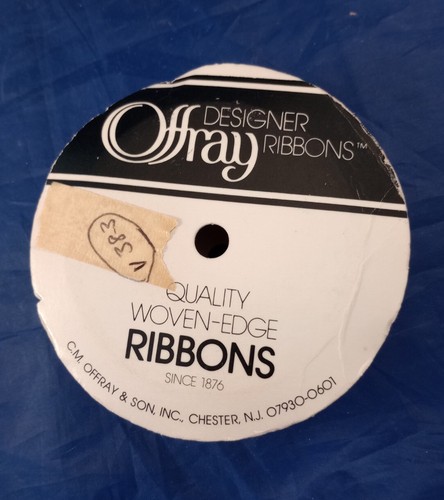 DESIGNER
Offray RIBBONS™
QUALITY
WOVEN-EDGE
RIBBONS
SINCE 1876
C.M. OFFRAY & SON, INC., CHESTER, N.J. 07930-0601